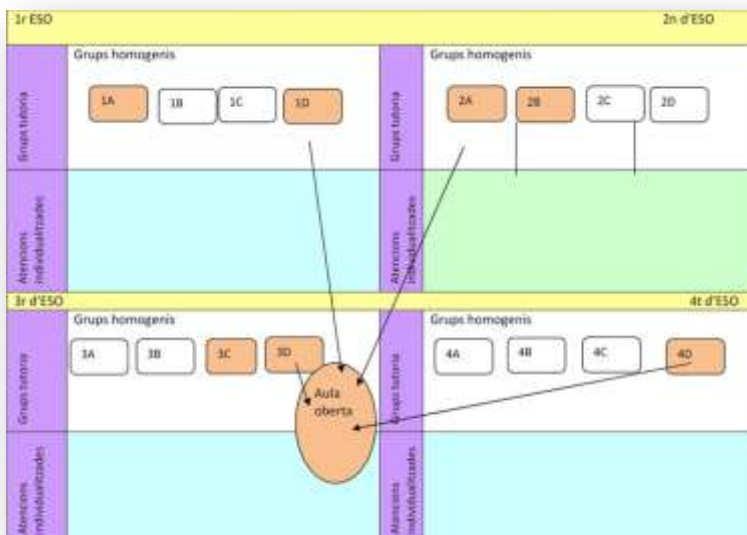 1r ESO
2n d'ESO
Grups homogenis
Grups homogenis
Grups tutoria
1A
1B
1C
1D
Grups tutoria
2A
2B
2C
2D
Atencions
individualitzades
Atencions
individualitzades
3r d'ESO
4t d'ESO
Grups homogenis
Grups homogenis
Grups tutoria
3A
3B
3C
3D
Aula
oberta
Grups tutoria
4A
4B
4C
4D
Atencions
individualitzades
Atencions
individualitzades